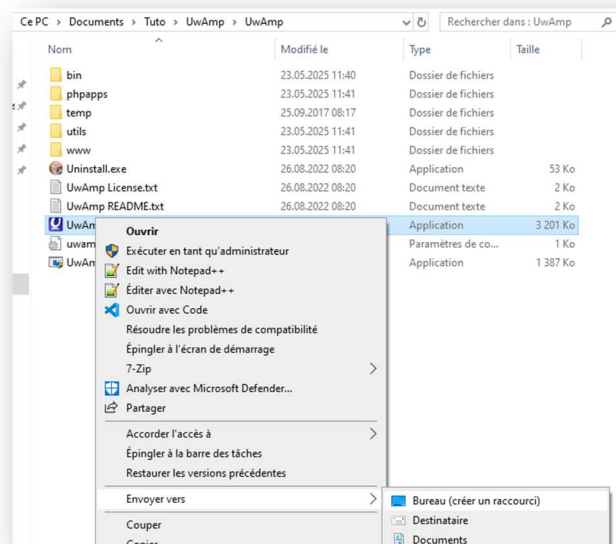 Ce PC > Documents > Tuto > UwAmp > UwAmp Rechercher dans : UwAmp
Nom Modifié le Type Taille
bin 23.05.2025 11:40 Dossier de fichiers
phpapps 23.05.2025 11:41 Dossier de fichiers
temp 25.09.2017 08:17 Dossier de fichiers
utils 23.05.2025 11:41 Dossier de fichiers
www 23.05.2025 11:41 Dossier de fichiers
Uninstall.exe 26.08.2022 08:20 Application 53 Ko
UwAmp License.txt 26.08.2022 08:20 Document texte 2 Ko
UwAmp README.txt 26.08.2022 08:20 Document texte 2 Ko
UwAm Application 3 201 Ko
uwam Paramètres de co... 1 Ko
UwAm Application 1 387 Ko
Ouvrir
Exécuter en tant qu'administrateur
Edit with Notepad++
Éditer avec Notepad++
Ouvrir avec Code
Résoudre les problèmes de compatibilité
Épingler à l'écran de démarrage
7-Zip
Analyser avec Microsoft Defender...
Partager
Accorder l'accès à
Épingler à la barre des tâches
Restaurer les versions précédentes
Envoyer vers
Couper
Copier
Bureau (créer un raccourci)
Destinataire
Documents